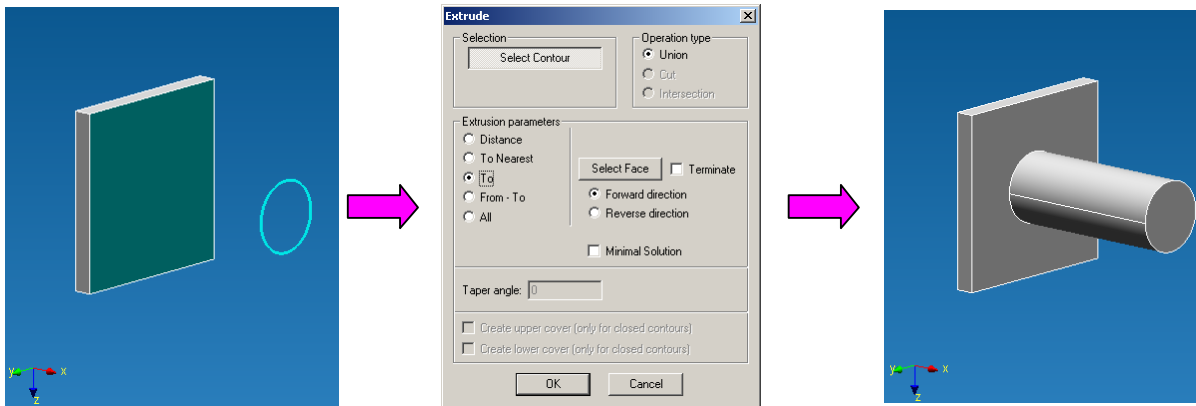 Extrude
Selection
Select Contour
Operation type
Union
Cut
Intersection
Extrusion parameters
Distance
To Nearest
To
From - To
All
Select Face
Terminate
Forward direction
Reverse direction
Minimal Solution
Taper angle: 0
Create upper cover (only for closed contours)
Create lower cover (only for closed contours)
OK Cancel
y x
z
y x
z